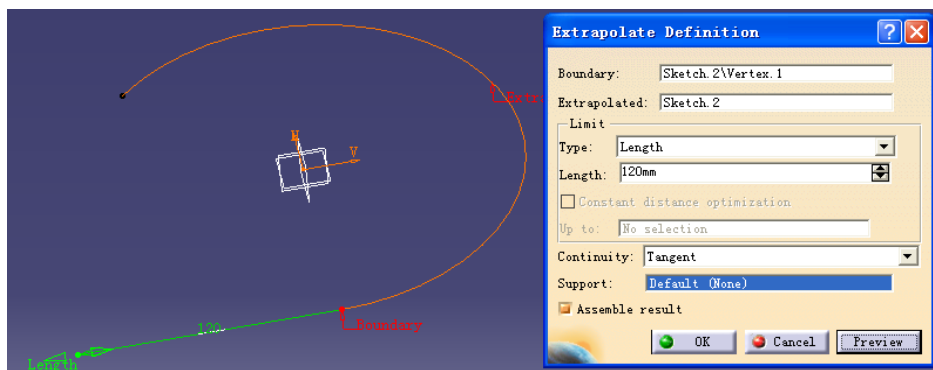 Extrapolate Definition
Boundary: Sketch.2\Vertex.1
Extrapolated: Sketch.2
Limit
Type: Length
Length: 120mm
Constant distance optimization
Up to: No selection
Continuity: Tangent
Support: Default (None)
Assemble result
OK Cancel Preview
Extr
H
V
120
Boundary
Length